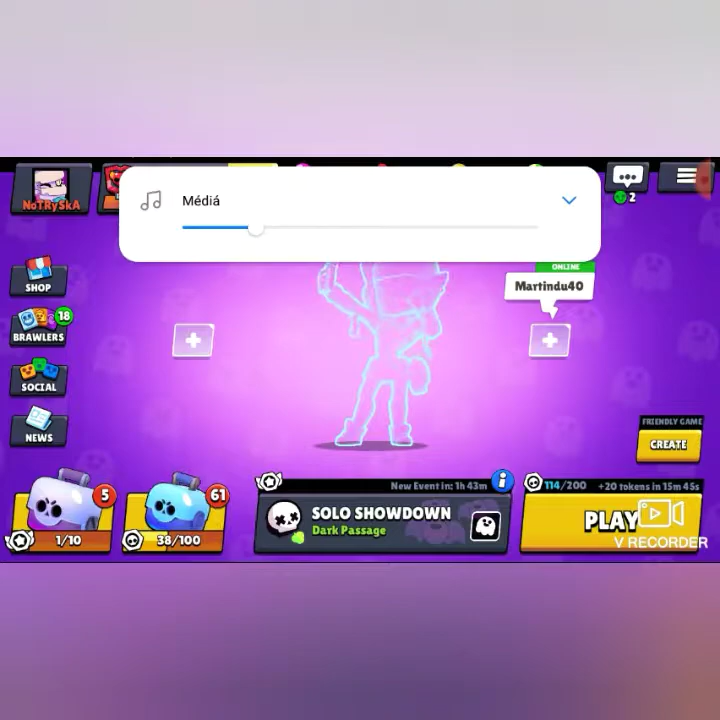 Médiá
NoTRySkA
2
SHOP
ONLINE
Martindu40
BRAWLERS
18
SOCIAL
NEWS
FRIENDLY GAME
CREATE
5
1/10
61
38/100
New Event in: 1h 43m
SOLO SHOWDOWN
Dark Passage
114/200
+20 tokens in 15m 45s
PLAY
V RECORDER